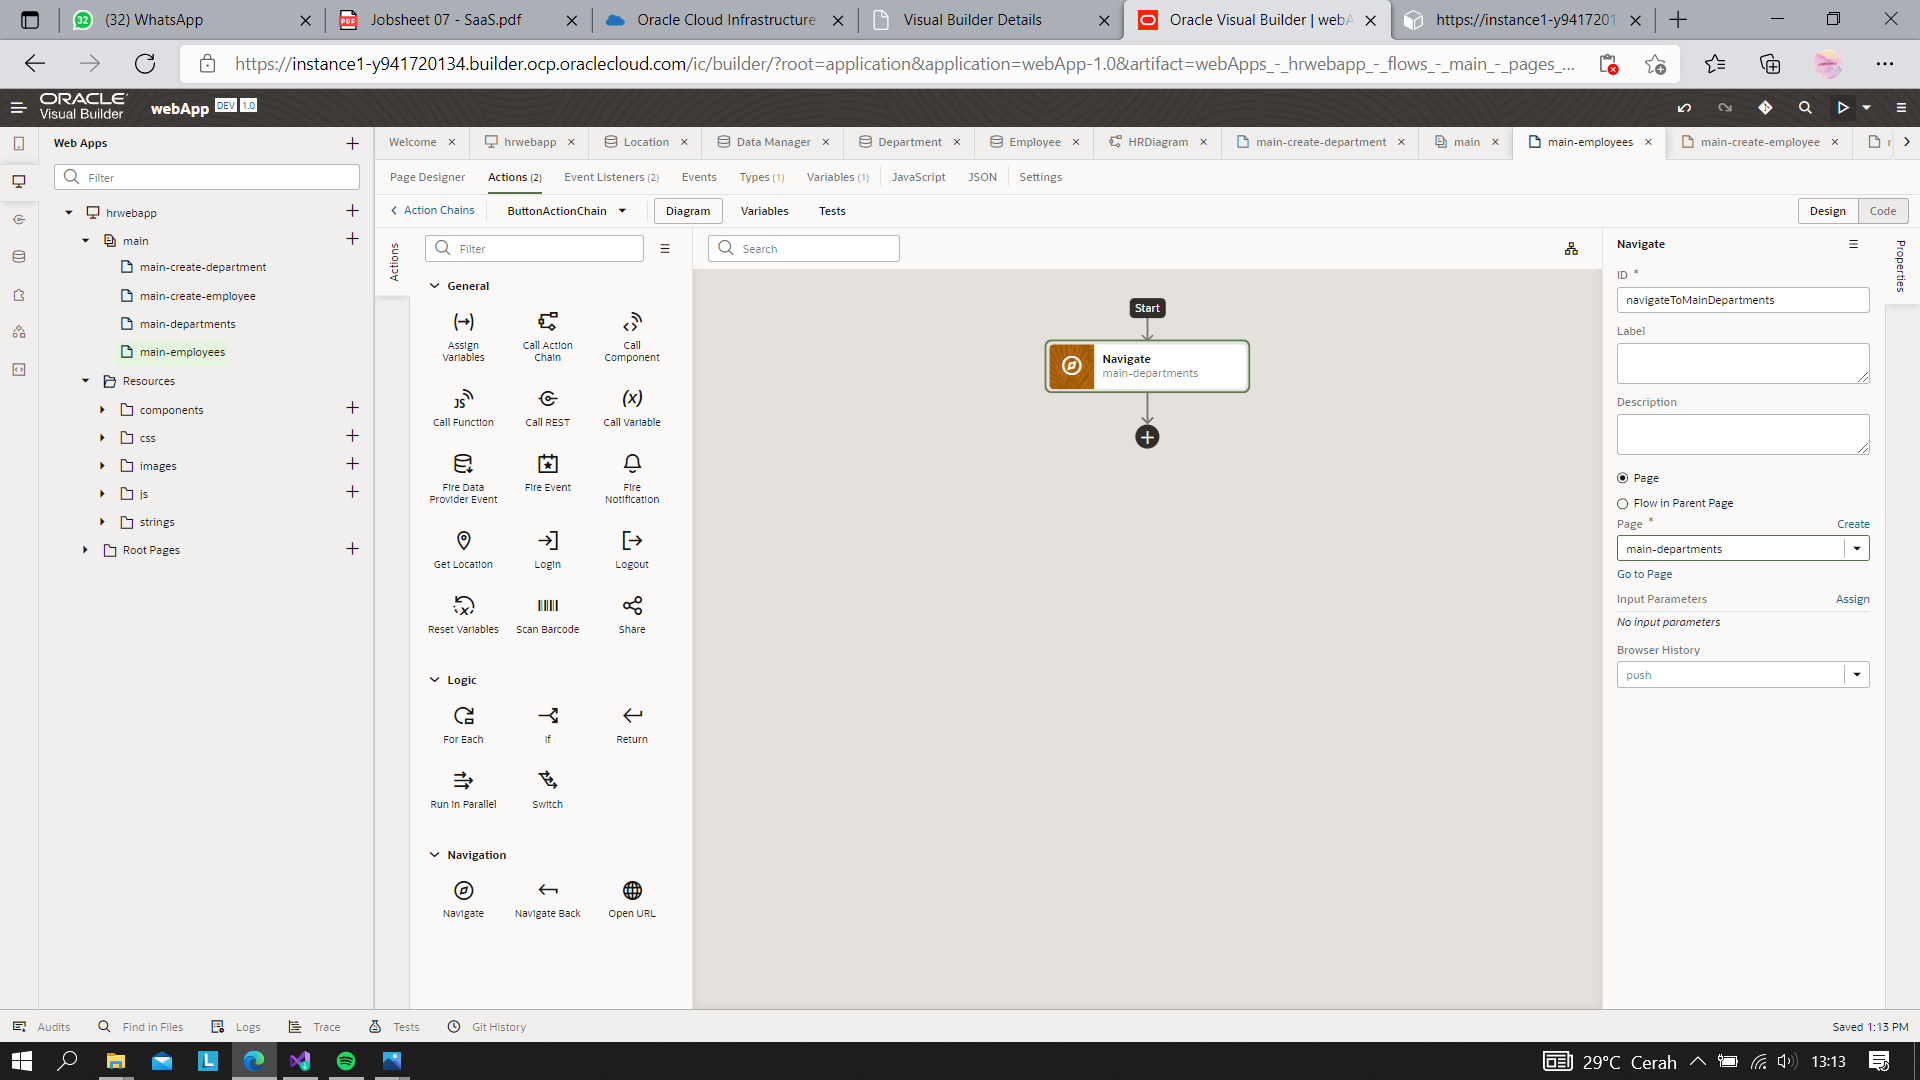 (32) WhatsApp
Jobsheet 07 - SaaS.pdf
Oracle Cloud Infrastructure
Visual Builder Details
Oracle Visual Builder | webA
https://instance1-y9417201
https://instance1-y941720134.builder.ocp.oraclecloud.com/ic/builder/?root=application&application=webApp-1.0&artifact=webApps_-_hrwebapp_-_flows_-_main_-_pages_...
ORACLE
Visual Builder
webApp DEV 1.0
Web Apps
Filter
hrwebapp
main
main-create-department
main-create-employee
main-departments
main-employees
Resources
components
css
images
js
strings
Root Pages
Welcome
hrwebapp
Location
Data Manager
Department
Employee
HRDiagram
main-create-department
main
main-employees
main-create-employee
Page Designer
Actions (2)
Event Listeners (2)
Events
Types (1)
Variables (1)
JavaScript
JSON
Settings
Action Chains
ButtonActionChain
Diagram
Variables
Tests
Design
Code
Actions
Filter
General
Assign Variables
Call Action Chain
Call Component
Call Function
Call REST
Call Variable
Fire Data Provider Event
Fire Event
Fire Notification
Get Location
Login
Logout
Reset Variables
Scan Barcode
Share
Logic
For Each
If
Return
Run in Parallel
Switch
Navigation
Navigate
Navigate Back
Open URL
Search
Start
Navigate
main-departments
Navigate
Properties
ID *
navigateToMainDepartments
Label
Description
Page
Flow in Parent Page
Page *
Create
main-departments
Go to Page
Input Parameters
Assign
No input parameters
Browser History
push
Audits
Find in Files
Logs
Trace
Tests
Git History
Saved 1:13 PM
29°C Cerah
13:13